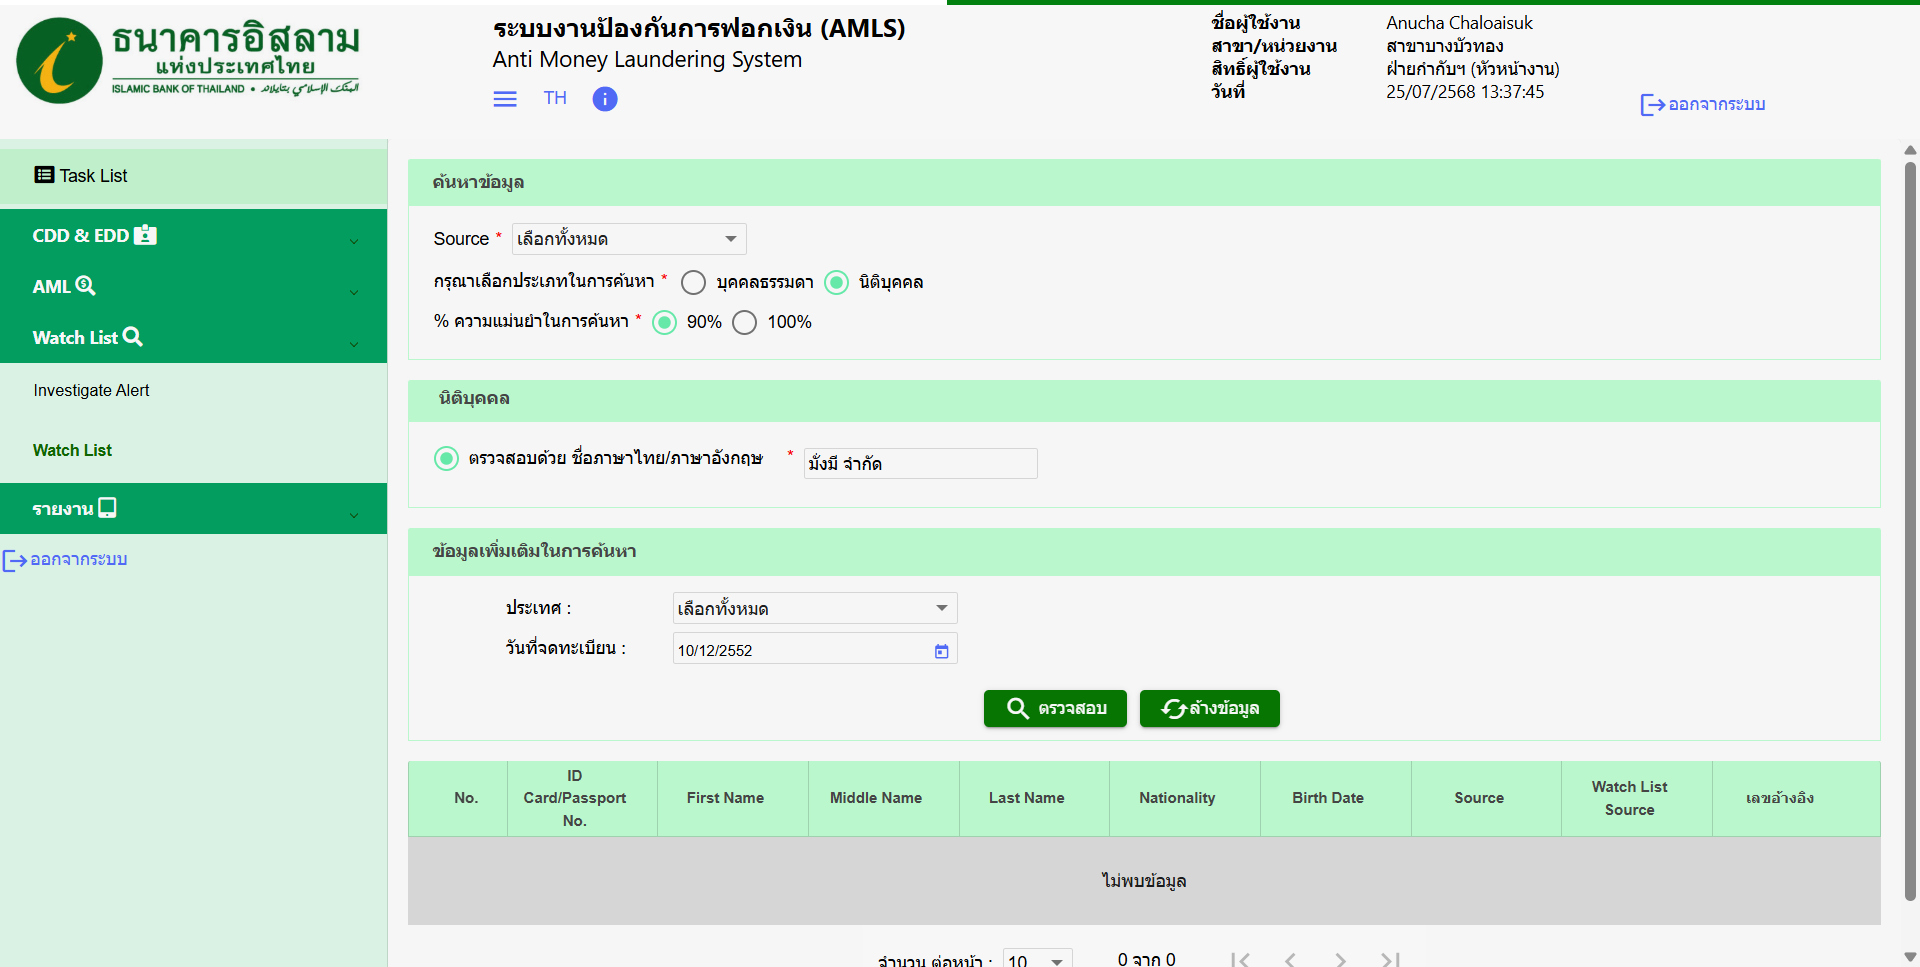 ธนาคารอิสลาม
แห่งประเทศไทย
ISLAMIC BANK OF THAILAND •
ระบบงานป้องกันการฟอกเงิน (AMLS)
Anti Money Laundering System
TH
ชื่อผู้ใช้งาน Anucha Chaloaisuk
สาขา/หน่วยงาน สาขาบางบัวทอง
สิทธิ์ผู้ใช้งาน ฝ่ายกำกับฯ (หัวหน้างาน)
วันที่ 25/07/2568 13:37:45
ออกจากระบบ
Task List
CDD & EDD
AML
Watch List
Investigate Alert
Watch List
รายงาน
ออกจากระบบ
ค้นหาข้อมูล
Source * เลือกทั้งหมด
กรุณาเลือกประเภทในการค้นหา * บุคคลธรรมดา นิติบุคคล
% ความแม่นยำในการค้นหา * 90% 100%
นิติบุคคล
ตรวจสอบด้วย ชื่อภาษาไทย/ภาษาอังกฤษ * มั่งมี จำกัด
ข้อมูลเพิ่มเติมในการค้นหา
ประเทศ : เลือกทั้งหมด
วันที่จดทะเบียน : 10/12/2552
ตรวจสอบ ล้างข้อมูล
No. ID Card/Passport No. First Name Middle Name Last Name Nationality Birth Date Source Watch List Source เลขอ้างอิง
ไม่พบข้อมูล
จำนวน ต่อหน้า : 10 0 จาก 0